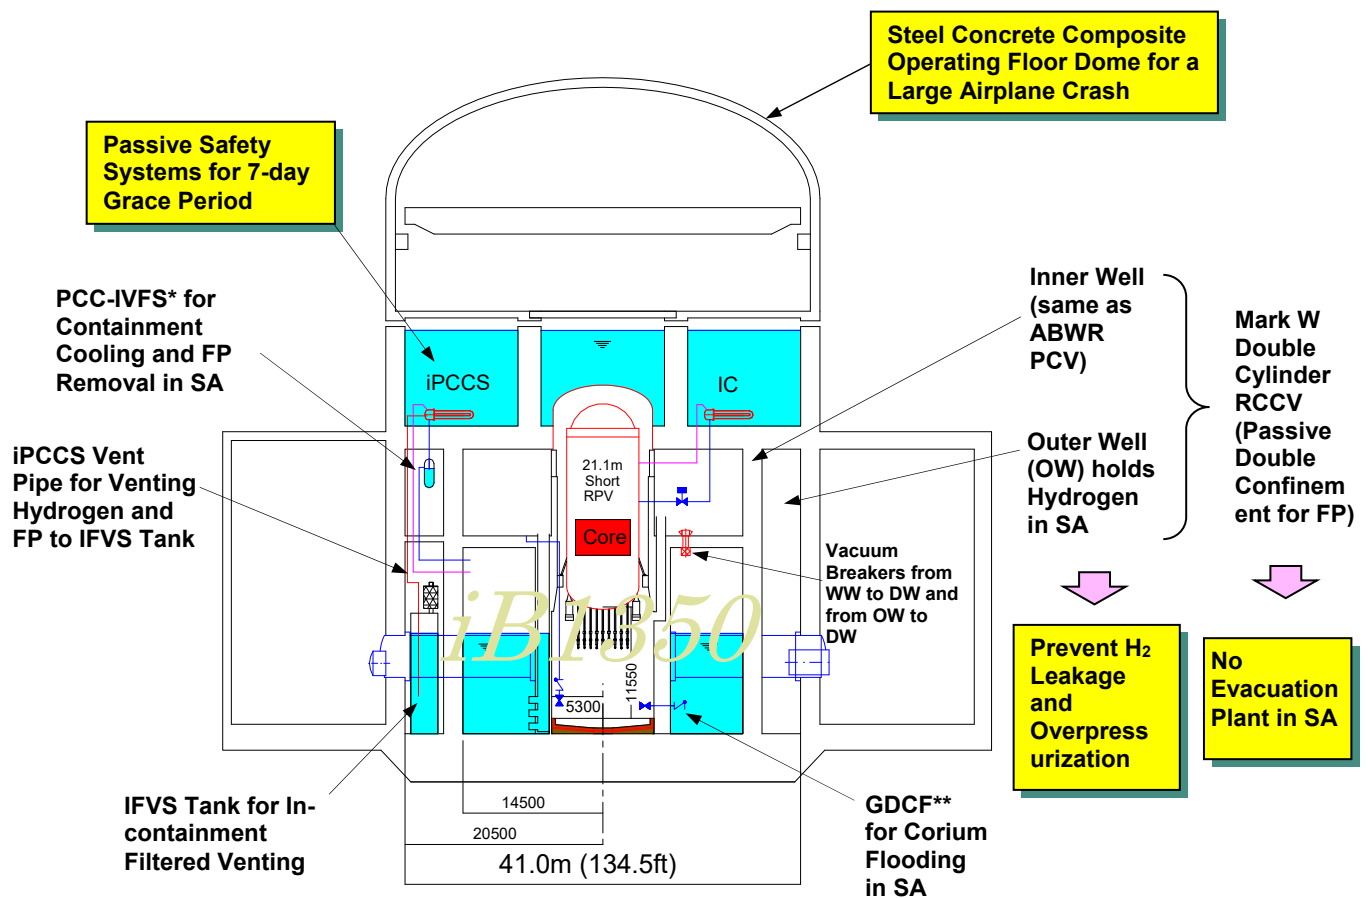 Steel Concrete Composite
Operating Floor Dome for a
Large Airplane Crash
Passive Safety
Systems for 7-day
Grace Period
PCC-IVFS* for
Containment
Cooling and FP
Removal in SA
iPCCS Vent
Pipe for Venting
Hydrogen and
FP to IFVS Tank
iPCCS
IC
21.1m
Short
RPV
Core
Inner Well
(same as
ABWR
PCV)
Outer Well
(OW) holds
Hydrogen
in SA
Mark W
Double
Cylinder
RCCV
(Passive
Double
Confinem
ent for FP)
Vacuum
Breakers from
WW to DW and
from OW to
DW
iB1350
11550
5300
Prevent H2
Leakage
and
Overpress
urization
No
Evacuation
Plant in SA
IFVS Tank for In-
containment
Filtered Venting
14500
20500
41.0m (134.5ft)
GDCF**
for Corium
Flooding
in SA